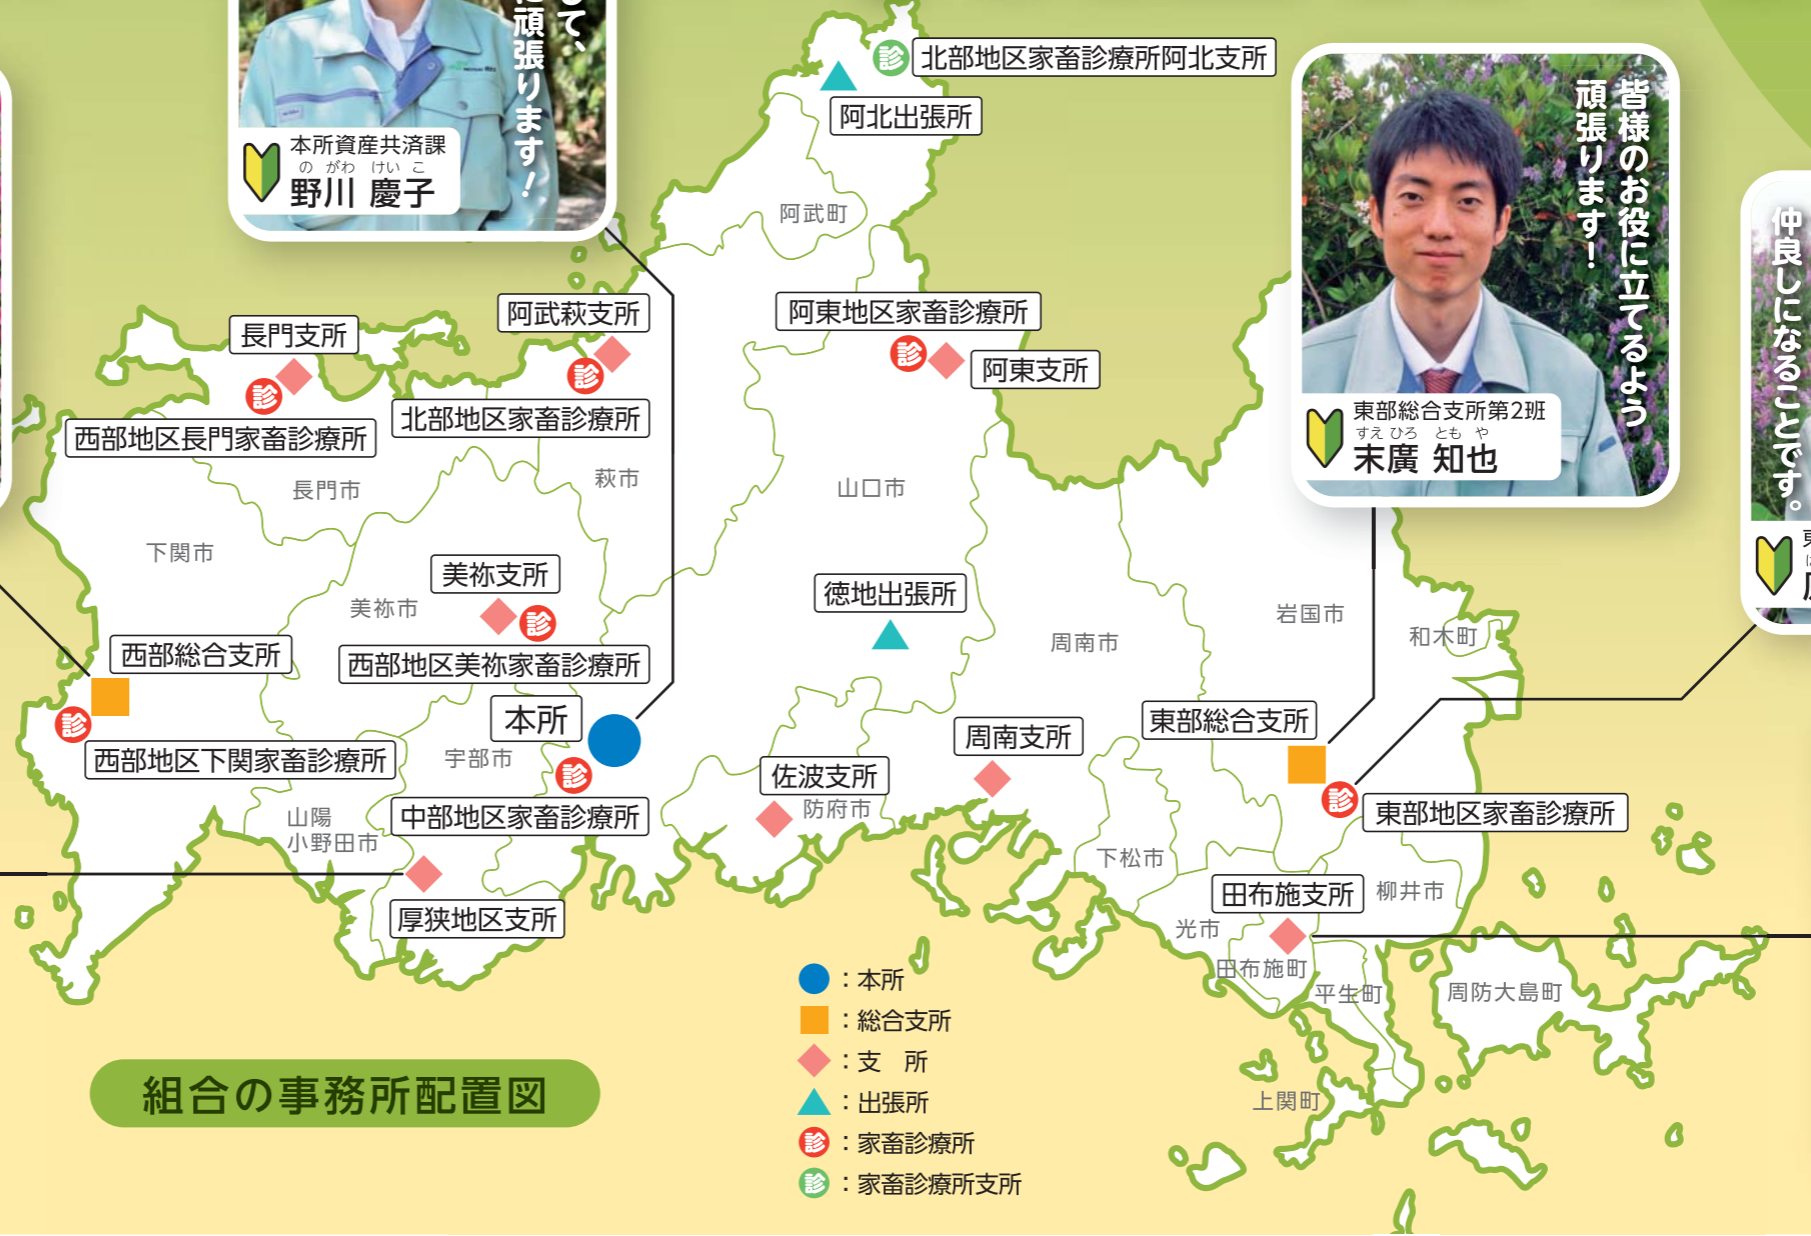 して、
に頑張ります！
本所資産共済課
の がわ けい こ
野川 慶子
北部地区家畜診療所阿北支所
阿北出張所
阿武町
皆様のお役に立てるよう
頑張ります！
東部総合支所第2班
すえ ひろ とも や
末廣 知也
仲良しになることです。
長門支所
西部地区長門家畜診療所
阿武萩支所
北部地区家畜診療所
阿東地区家畜診療所
阿東支所
長門市
萩市
山口市
下関市
美祢支所
美祢市
西部地区美祢家畜診療所
徳地出張所
周南市
岩国市
和木町
西部総合支所
西部地区下関家畜診療所
本所
宇部市
中部地区家畜診療所
佐波支所
防府市
周南支所
東部総合支所
東部地区家畜診療所
山陽
小野田市
厚狭地区支所
下松市
光市
田布施支所
柳井市
田布施町
平生町
周防大島町
上関町
組合の事務所配置図
：本所
：総合支所
：支　所
：出張所
診：家畜診療所
診：家畜診療所支所